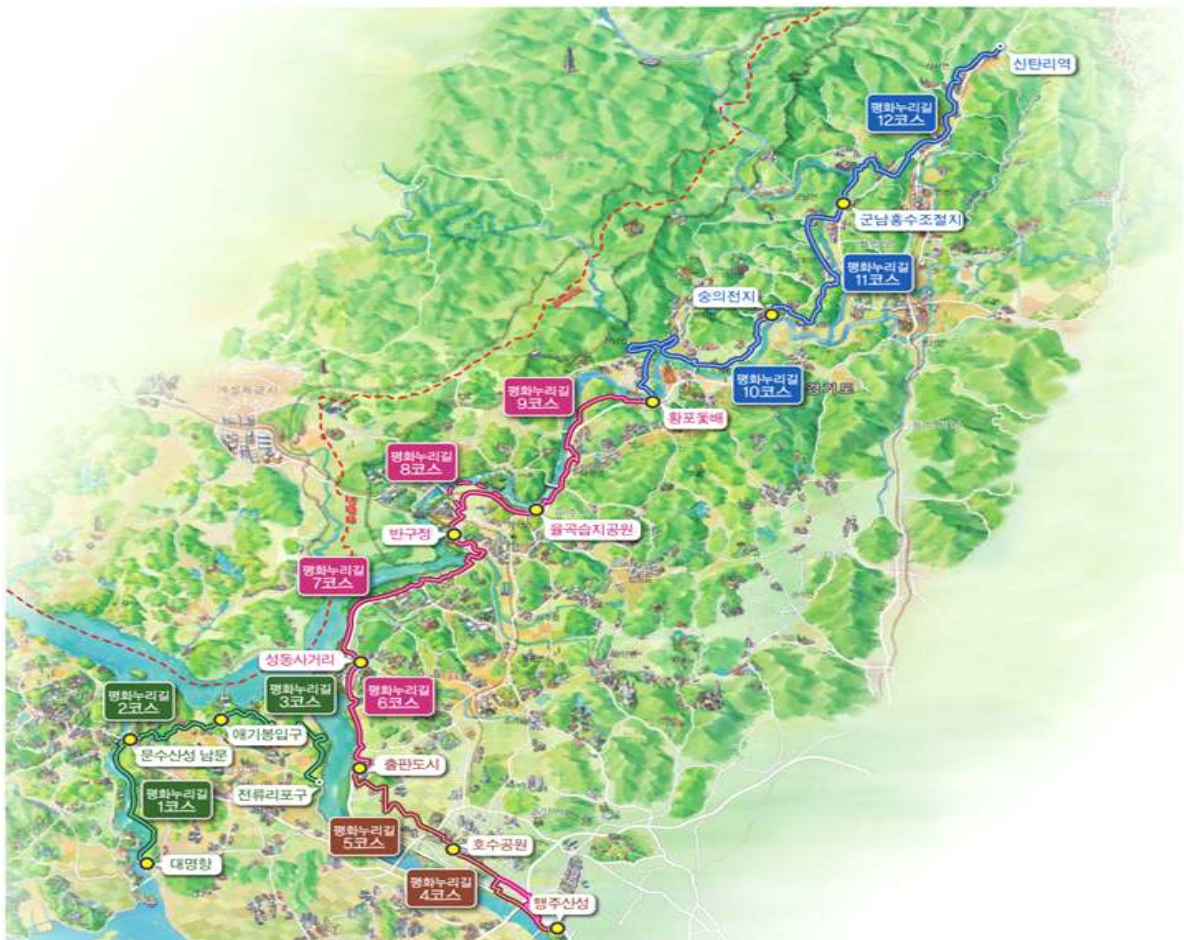 신탄리역
평화누리길
12코스
군남홍수조절지
평화누리길
11코스
숭의전지
평화누리길
10코스
경기도
평화누리길
9코스
황포돛배
평화누리길
8코스
율곡습지공원
반구정
평화누리길
7코스
성동사거리
평화누리길
6코스
평화누리길
3코스
평화누리길
2코스
애기봉입구
문수산성 남문
출판도시
전류리포구
평화누리길
1코스
평화누리길
5코스
호수공원
대명항
평화누리길
4코스
행주산성